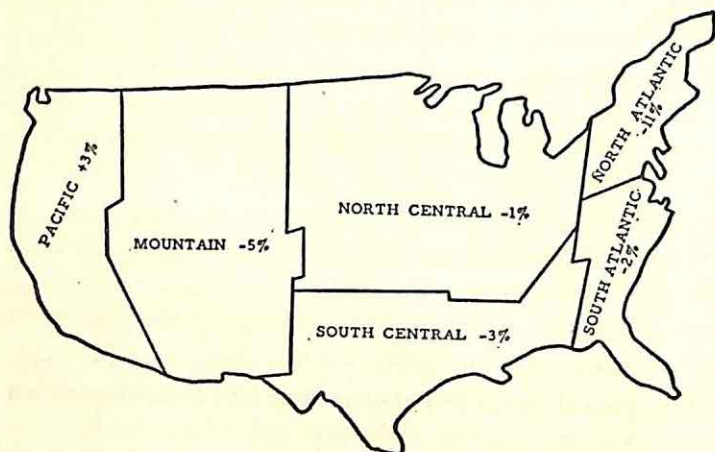 PACIFIC +3%
MOUNTAIN -5%
NORTH CENTRAL -1%
SOUTH CENTRAL -3%
NORTH ATLANTIC
-11%
SOUTH ATLANTIC
-2%